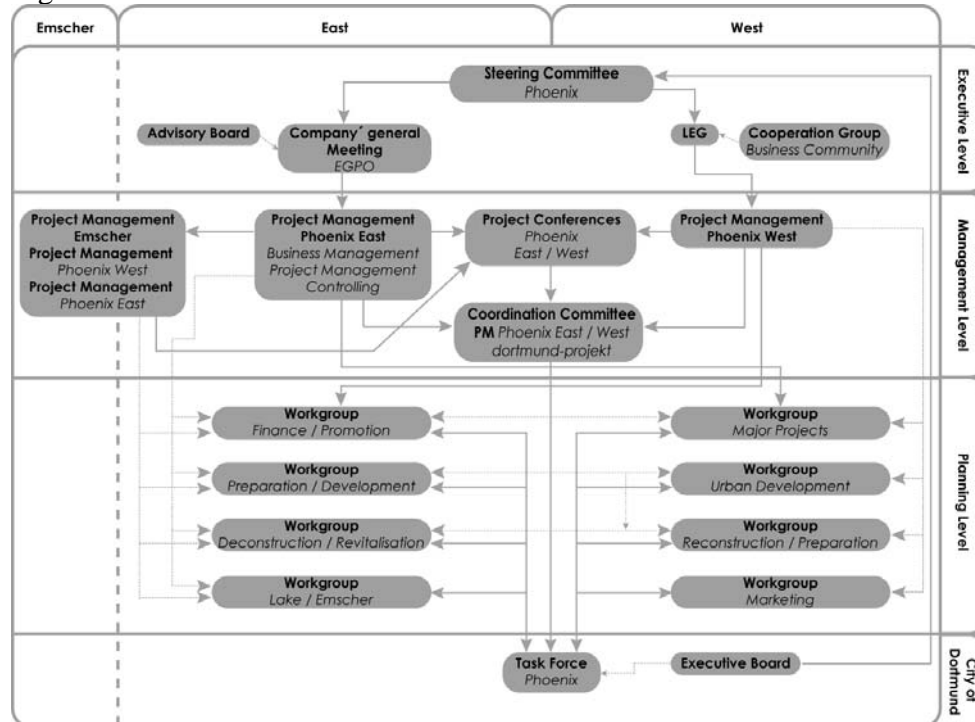 Emscher
East
West
Steering Committee
Phoenix
Advisory Board
Company´ general
Meeting
EGPO
LEG
Cooperation Group
Business Community
Executive Level
Project Management
Emscher
Project Management
Phoenix West
Project Management
Phoenix East
Project Management
Phoenix East
Business Management
Project Management
Controlling
Project Conferences
Phoenix
East / West
Project Management
Phoenix West
Coordination Committee
PM Phoenix East / West
dortmund-projekt
Management Level
Workgroup
Finance / Promotion
Workgroup
Major Projects
Workgroup
Preparation / Development
Workgroup
Urban Development
Workgroup
Deconstruction / Revitalisation
Workgroup
Reconstruction / Preparation
Workgroup
Lake / Emscher
Workgroup
Marketing
Planning Level
Task Force
Phoenix
Executive Board
City of
Dortmund